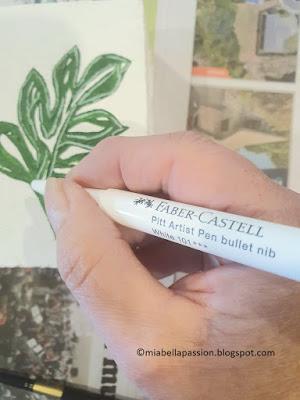 FABER-CASTELL
Pitt Artist Pen bullet nib
White 101***
©miabellapassion.blogspot.com